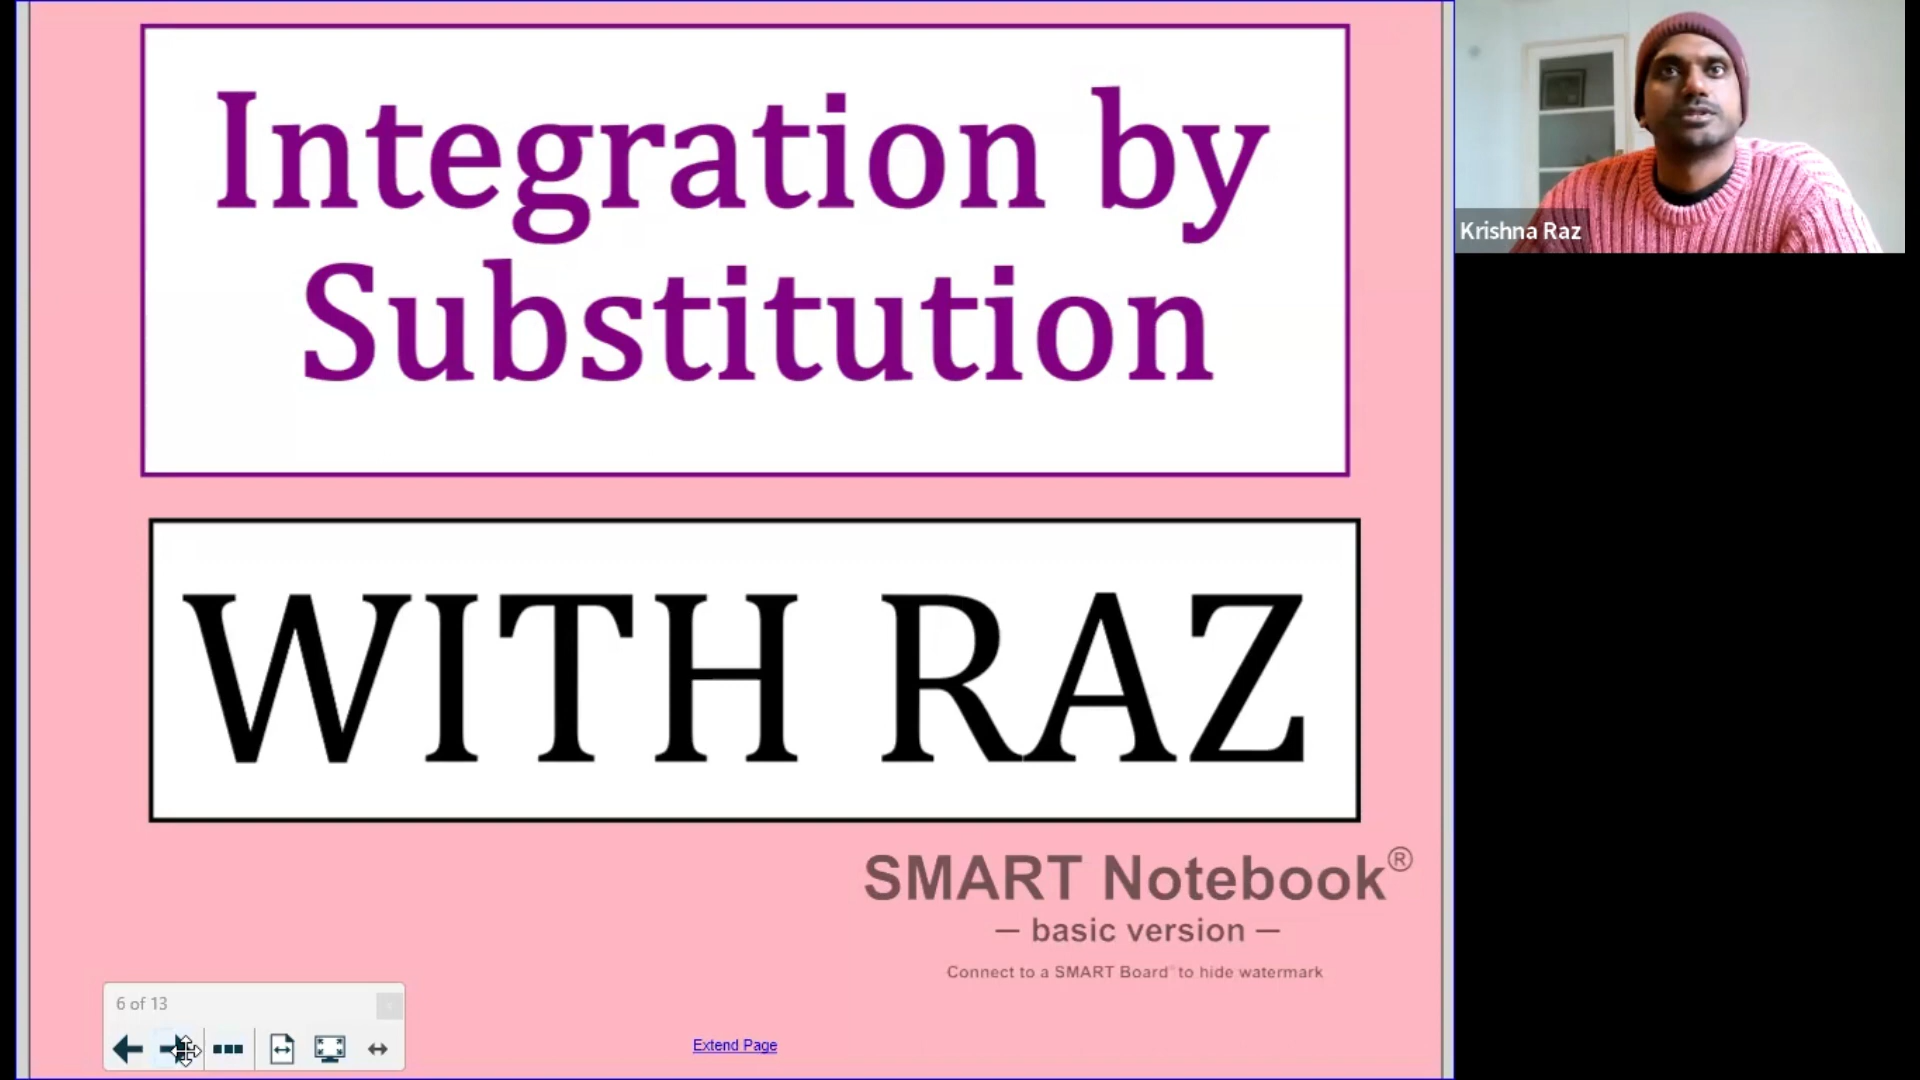 Integration by
Substitution
WITH RAZ
SMART Notebook®
— basic version —
Connect to a SMART Board® to hide watermark
6 of 13
Extend Page
Krishna Raz